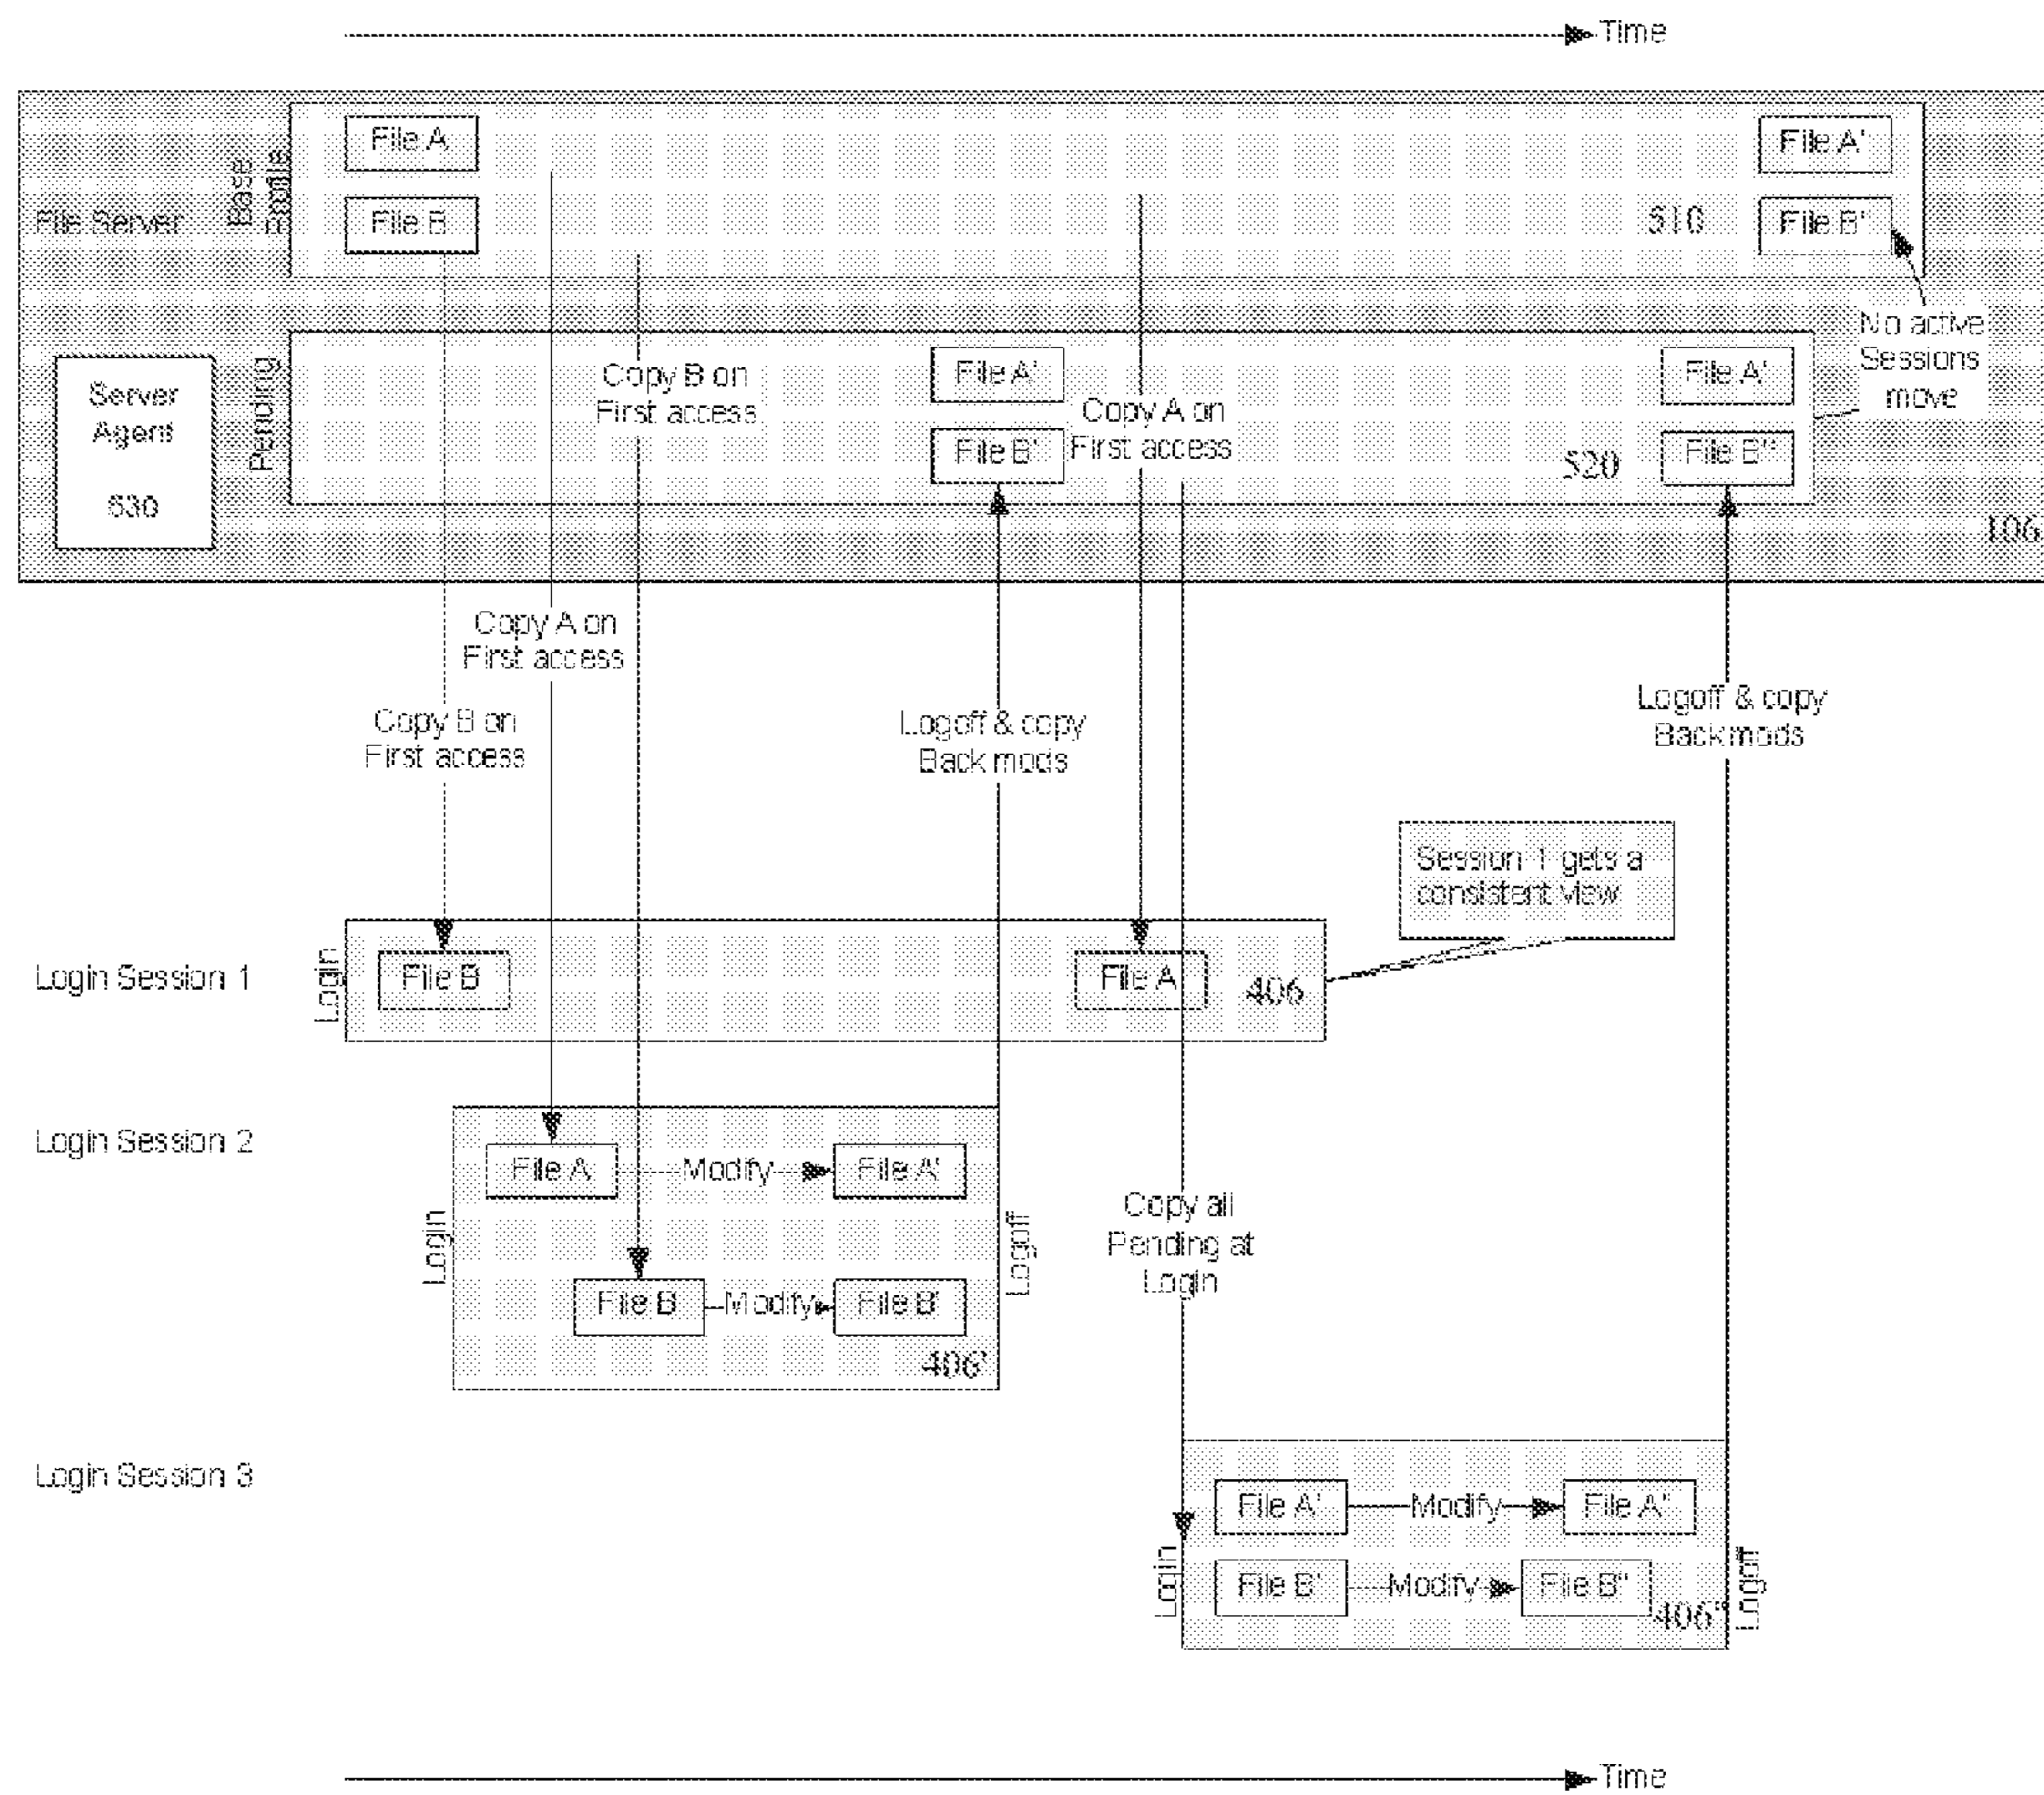 Time
File A
File A'
Base
Profile
File Server
File B
510
File B"
No active
Sessions
move
Pending
Server
Agent
530
Copy B on
First access
File A'
File B'
Copy A on
First access
File A'
File B"
520
106
Copy A on
First access
Copy B on
First access
Logoff & copy
Back mods
Logoff & copy
Back mods
Session 1 gets a
consistent view
Login Session 1
Login
File B
File A
406
Login Session 2
Login
File A
Modify
File A'
File B
Modify
File B'
406'
Logoff
Copy all
Pending at
Login
Login Session 3
Login
File A'
Modify
File A"
File B'
Modify
File B"
406"
Logoff
Time